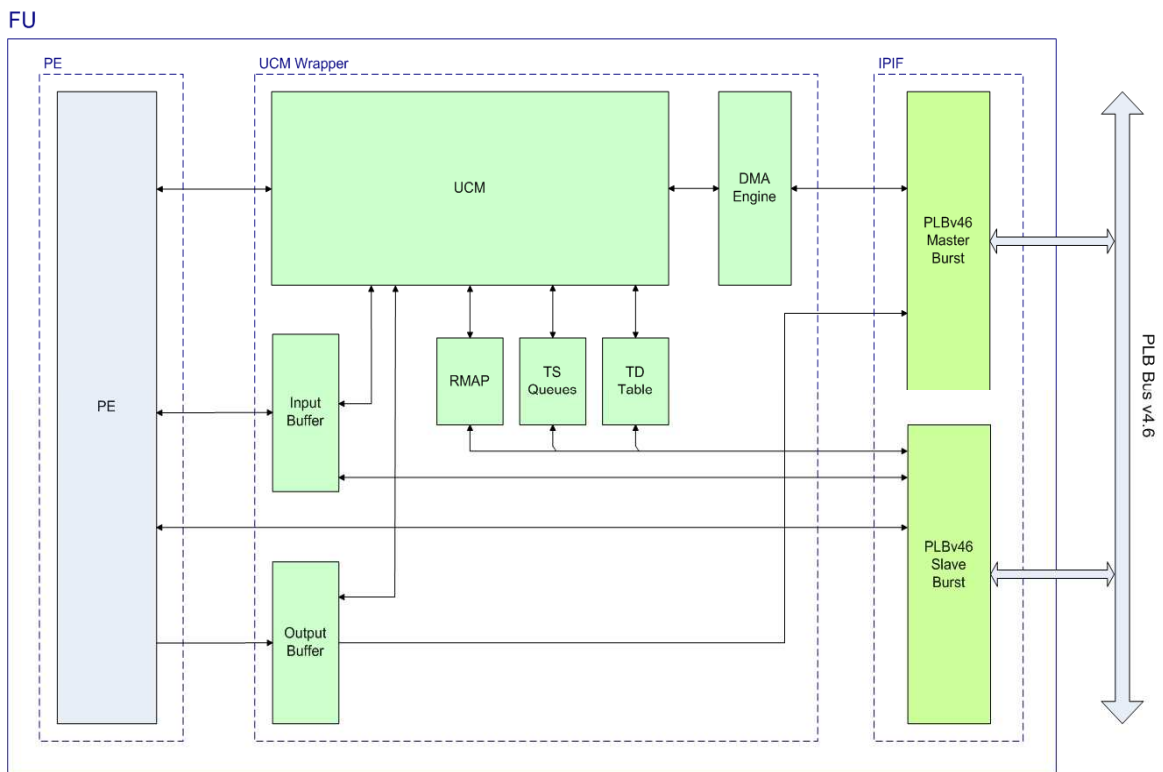 FU
PE
UCM Wrapper
IPIF
UCM
DMA
Engine
PLBv46
Master
Burst
PE
Input
Buffer
RMAP
TS
Queues
TD
Table
PLB Bus v4.6
PLBv46
Slave
Burst
Output
Buffer